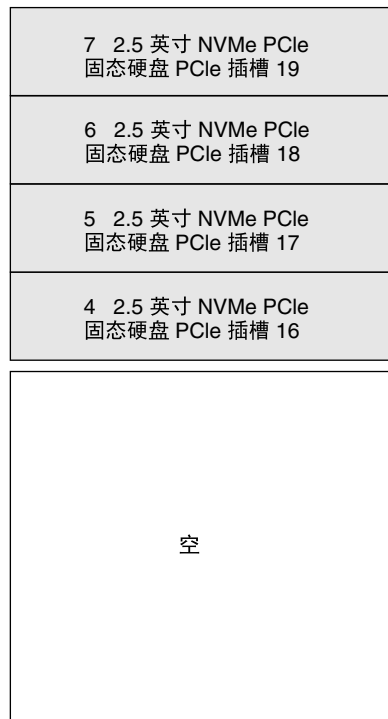 7 2.5 英寸 NVMe PCIe
固态硬盘 PCIe 插槽 19
6 2.5 英寸 NVMe PCIe
固态硬盘 PCIe 插槽 18
5 2.5 英寸 NVMe PCIe
固态硬盘 PCIe 插槽 17
4 2.5 英寸 NVMe PCIe
固态硬盘 PCIe 插槽 16
空